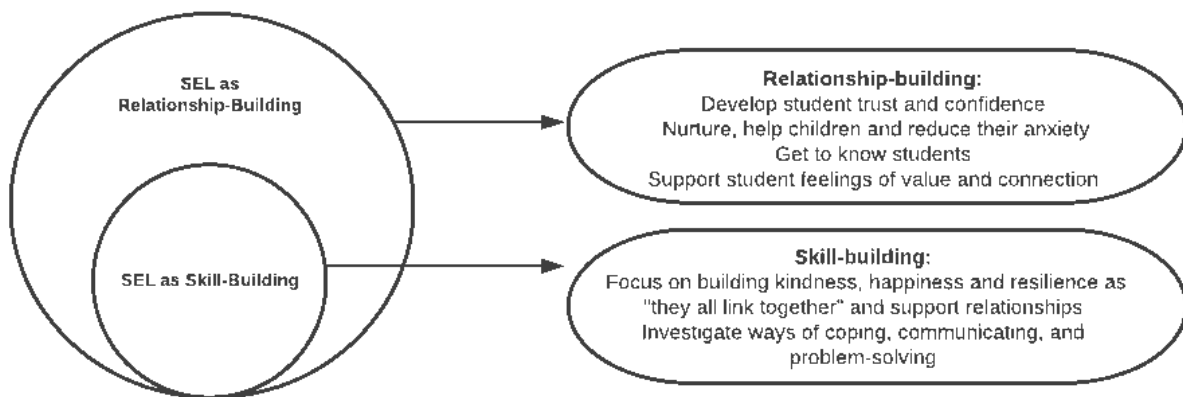 SEL as
Relationship-Building
SEL as Skill-Building
Relationship-building:
Develop student trust and confidence
Nurture, help children and reduce their anxiety
Get to know students
Support student feelings of value and connection
Skill-building:
Focus on building kindness, happiness and resilience as
"they all link together" and support relationships
Investigate ways of coping, communicating, and
problem-solving